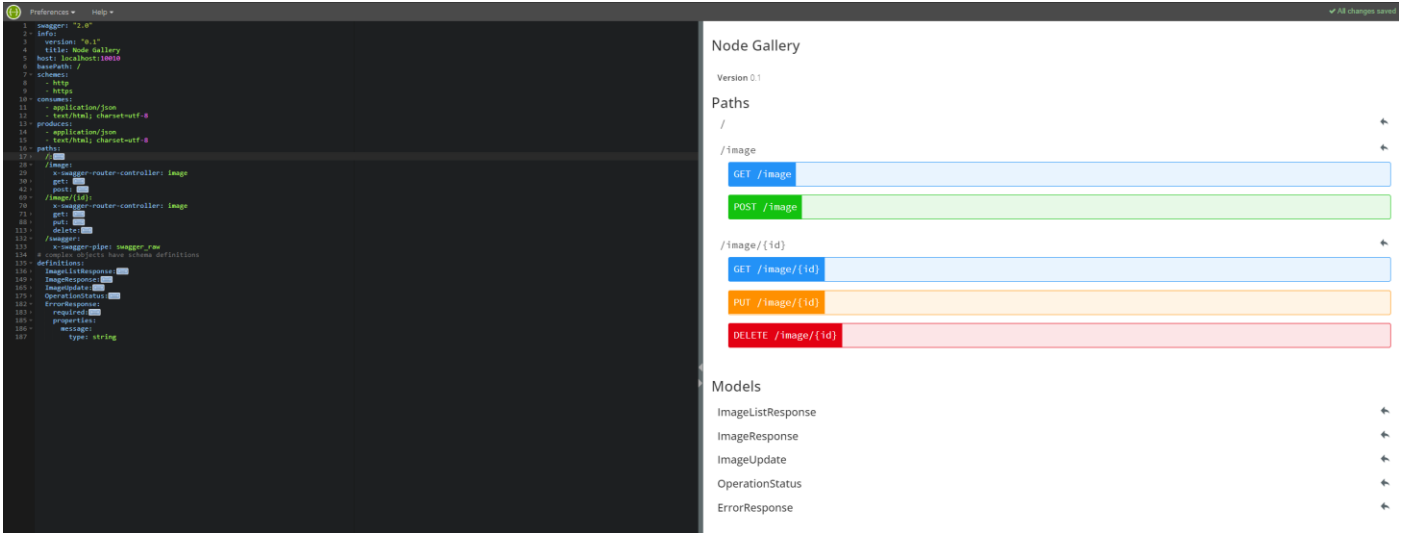 Preferences Help All changes saved
1 swagger: "2.0"
2 info:
3 version: "0.1"
4 title: Node Gallery
5 host: localhost:10010
6 basePath: /
7 schemes:
8 - http
9 - https
10 consumes:
11 - application/json
12 - text/html; charset=utf-8
13 produces:
14 - application/json
15 - text/html; charset=utf-8
16 paths:
17 /:
28 /image:
29 x-swagger-router-controller: image
30 get:
42 post:
69 /image/{id}:
70 x-swagger-router-controller: image
71 get:
88 put:
113 delete:
132 /swagger:
133 x-swagger-pipe: swagger_raw
134 # complex objects have schema definitions
135 definitions:
136 ImageListResponse:
149 ImageResponse:
165 ImageUpdate:
175 OperationStatus:
182 ErrorResponse:
183 required:
185 properties:
186 message:
187 type: string
Node Gallery
Version 0.1
Paths
/
/image
GET /image
POST /image
/image/{id}
GET /image/{id}
PUT /image/{id}
DELETE /image/{id}
Models
ImageListResponse
ImageResponse
ImageUpdate
OperationStatus
ErrorResponse